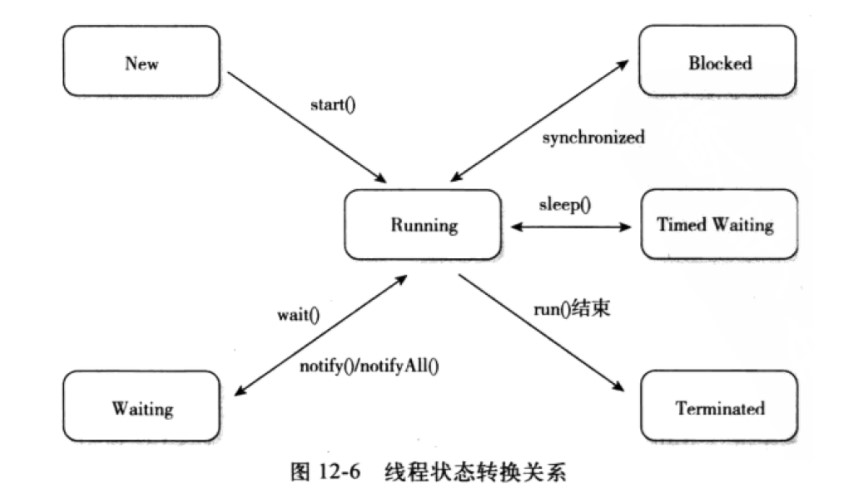 New
Blocked
start()
synchronized
Running
sleep()
Timed Waiting
wait()
run()结束
notify()/notifyAll()
Waiting
Terminated
图 12-6 线程状态转换关系